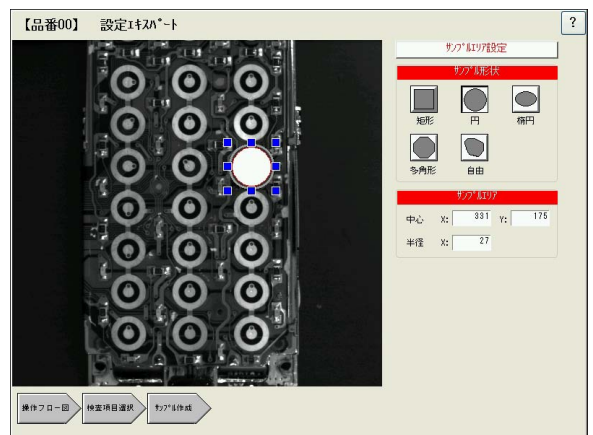 【品番00】 設定ｴｷｽﾊﾟｰﾄ
?
ｻﾝﾌﾟﾙｴﾘｱ設定
ｻﾝﾌﾟﾙ形状
矩形 円 楕円
多角形 自由
ｻﾝﾌﾟﾙｴﾘｱ
中心 X: 331 Y: 175
半径 X: 27
操作フロー図 検査項目選択 ｻﾝﾌﾟﾙ作成